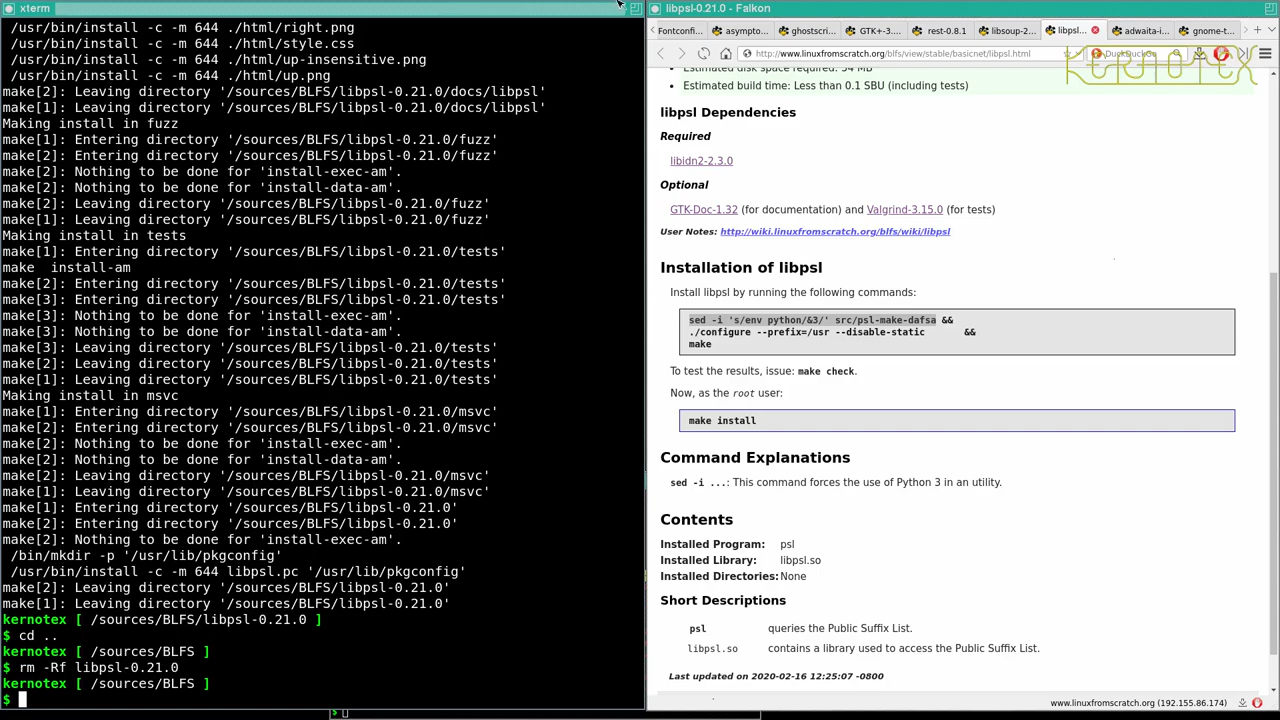 xterm
/usr/bin/install -c -m 644 ./html/right.png
/usr/bin/install -c -m 644 ./html/style.css
/usr/bin/install -c -m 644 ./html/up-insensitive.png
/usr/bin/install -c -m 644 ./html/up.png
make[2]: Leaving directory '/sources/BLFS/libpsl-0.21.0/docs/libpsl'
make[1]: Leaving directory '/sources/BLFS/libpsl-0.21.0/docs/libpsl'
Making install in fuzz
make[1]: Entering directory '/sources/BLFS/libpsl-0.21.0/fuzz'
make[2]: Entering directory '/sources/BLFS/libpsl-0.21.0/fuzz'
make[2]: Nothing to be done for 'install-exec-am'.
make[2]: Nothing to be done for 'install-data-am'.
make[2]: Leaving directory '/sources/BLFS/libpsl-0.21.0/fuzz'
make[1]: Leaving directory '/sources/BLFS/libpsl-0.21.0/fuzz'
Making install in tests
make[1]: Entering directory '/sources/BLFS/libpsl-0.21.0/tests'
make  install-am
make[2]: Entering directory '/sources/BLFS/libpsl-0.21.0/tests'
make[3]: Entering directory '/sources/BLFS/libpsl-0.21.0/tests'
make[3]: Nothing to be done for 'install-exec-am'.
make[3]: Nothing to be done for 'install-data-am'.
make[3]: Leaving directory '/sources/BLFS/libpsl-0.21.0/tests'
make[2]: Leaving directory '/sources/BLFS/libpsl-0.21.0/tests'
make[1]: Leaving directory '/sources/BLFS/libpsl-0.21.0/tests'
Making install in msvc
make[1]: Entering directory '/sources/BLFS/libpsl-0.21.0/msvc'
make[2]: Entering directory '/sources/BLFS/libpsl-0.21.0/msvc'
make[2]: Nothing to be done for 'install-exec-am'.
make[2]: Nothing to be done for 'install-data-am'.
make[2]: Leaving directory '/sources/BLFS/libpsl-0.21.0/msvc'
make[1]: Leaving directory '/sources/BLFS/libpsl-0.21.0/msvc'
make[1]: Entering directory '/sources/BLFS/libpsl-0.21.0'
make[2]: Entering directory '/sources/BLFS/libpsl-0.21.0'
make[2]: Nothing to be done for 'install-exec-am'.
/bin/mkdir -p '/usr/lib/pkgconfig'
/usr/bin/install -c -m 644 libpsl.pc '/usr/lib/pkgconfig'
make[2]: Leaving directory '/sources/BLFS/libpsl-0.21.0'
make[1]: Leaving directory '/sources/BLFS/libpsl-0.21.0'
kernotex [ /sources/BLFS/libpsl-0.21.0 ]
$ cd ..
kernotex [ /sources/BLFS ]
$ rm -Rf libpsl-0.21.0
kernotex [ /sources/BLFS ]
$
$
libpsl-0.21.0 - Falkon
Fontconfi... asympto... ghostscri... GTK+-3.... rest-0.8.1 libsoup-2... libpsl... adwaita-i... gnome-t...
http://www.linuxfromscratch.org/blfs/view/stable/basicnet/libpsl.html DuckDuckGo
KERNOTEX
Estimated disk space required: 54 MB
Estimated build time: Less than 0.1 SBU (including tests)
libpsl Dependencies
Required
libidn2-2.3.0
Optional
GTK-Doc-1.32 (for documentation) and Valgrind-3.15.0 (for tests)
User Notes: http://wiki.linuxfromscratch.org/blfs/wiki/libpsl
Installation of libpsl
Install libpsl by running the following commands:
sed -i 's/env python/&3/' src/psl-make-dafsa &&
./configure --prefix=/usr --disable-static &&
make
To test the results, issue: make check.
Now, as the root user:
make install
Command Explanations
sed -i ...: This command forces the use of Python 3 in an utility.
Contents
Installed Program: psl
Installed Library: libpsl.so
Installed Directories: None
Short Descriptions
psl queries the Public Suffix List.
libpsl.so contains a library used to access the Public Suffix List.
Last updated on 2020-02-16 12:25:07 -0800
www.linuxfromscratch.org (192.155.86.174)